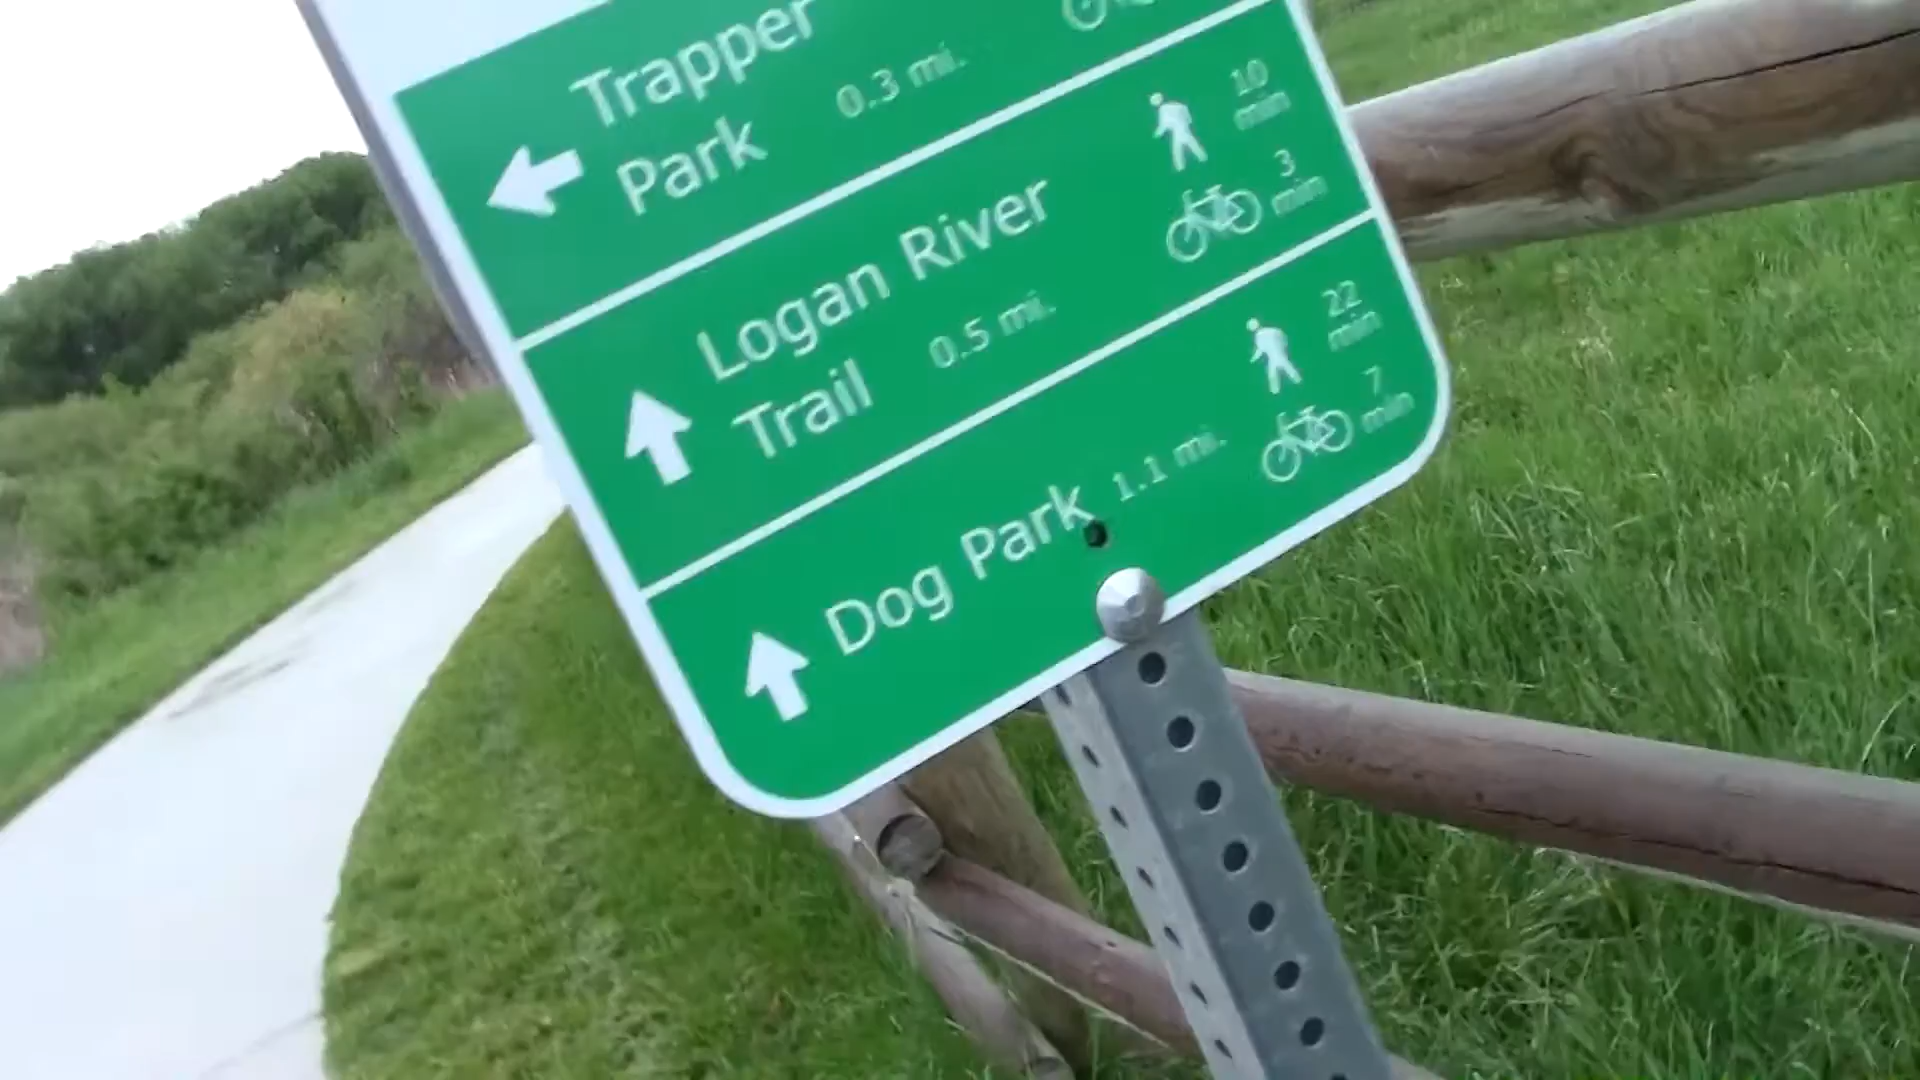 Trapper
Park 0.3 mi.
Logan River
Trail 0.5 mi.
10
min
3
min
Dog Park 1.1 mi.
22
min
7
min